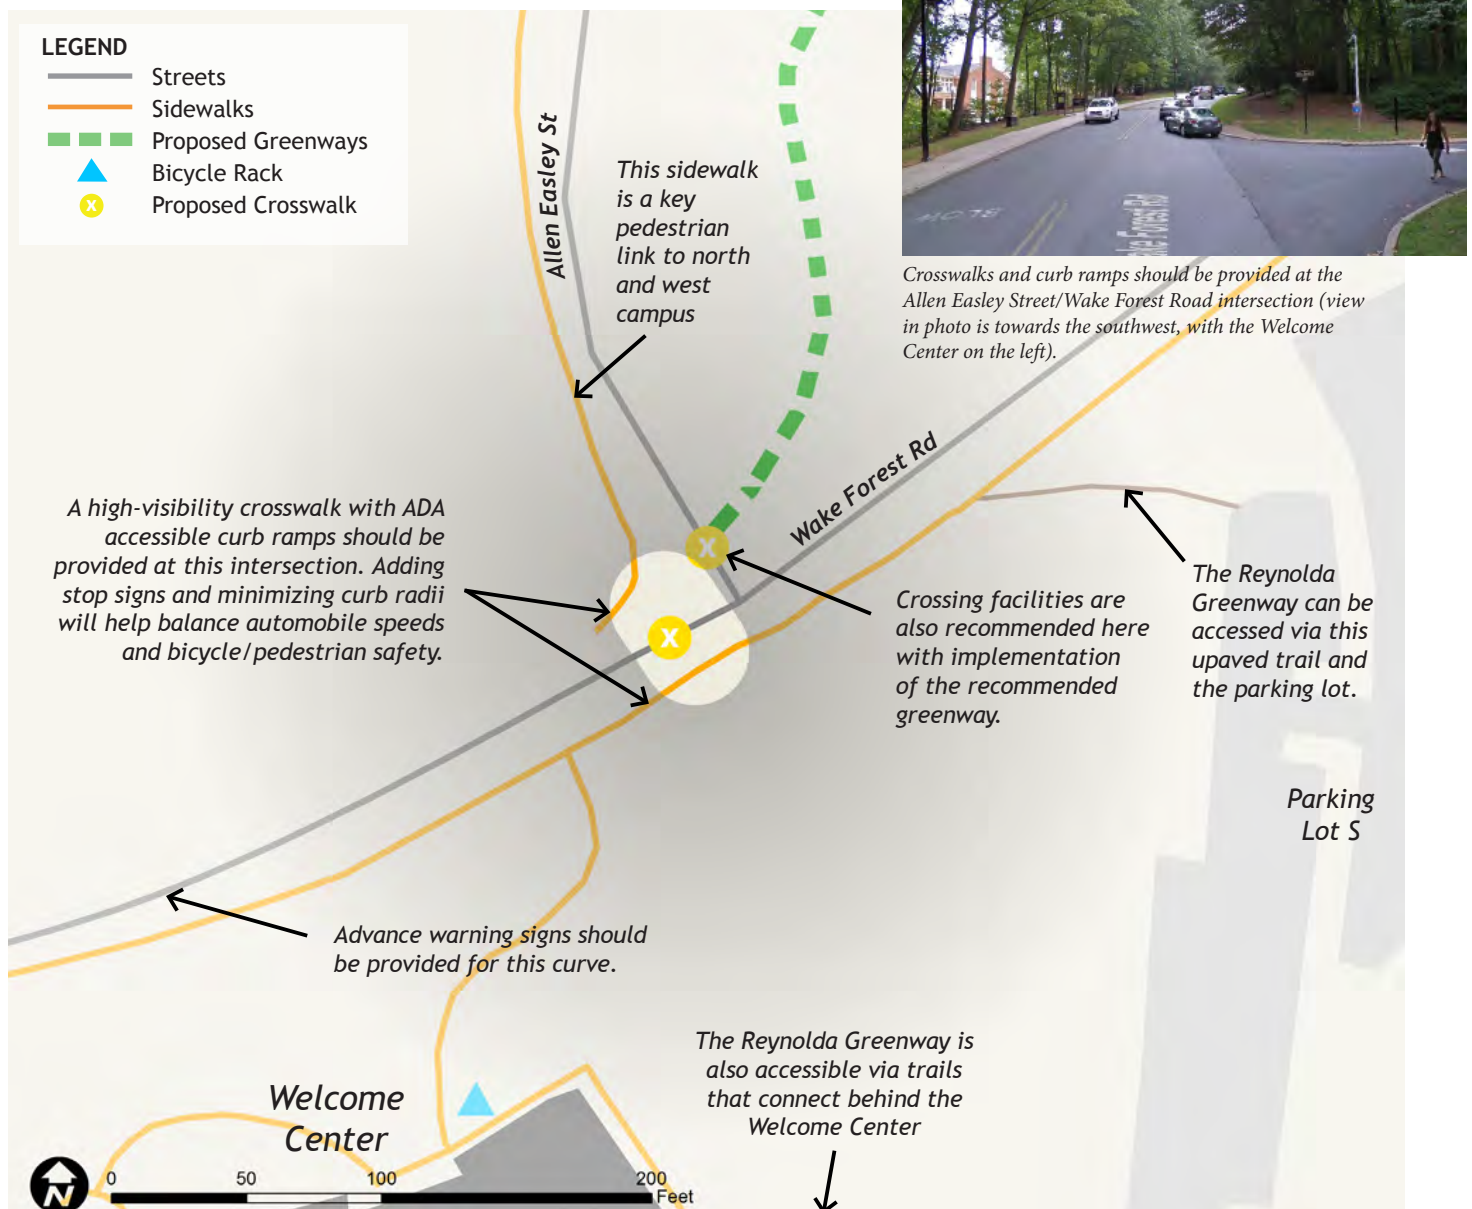 LEGEND
Streets
Sidewalks
Proposed Greenways
Bicycle Rack
X
Proposed Crosswalk
Allen Easley St
This sidewalk
is a key
pedestrian
link to north
and west
campus
Crosswalks and curb ramps should be provided at the
Allen Easley Street/Wake Forest Road intersection (view
in photo is towards the southwest, with the Welcome
Center on the left).
Wake Forest Rd
A high-visibility crosswalk with ADA
accessible curb ramps should be
provided at this intersection. Adding
stop signs and minimizing curb radii
will help balance automobile speeds
and bicycle/pedestrian safety.
X
X
Crossing facilities are
also recommended here
with implementation
of the recommended
greenway.
The Reynolda
Greenway can be
accessed via this
upaved trail and
the parking lot.
Parking
Lot S
Advance warning signs should
be provided for this curve.
The Reynolda Greenway is
also accessible via trails
that connect behind the
Welcome Center
Welcome
Center
N
0 50 100 200
Feet